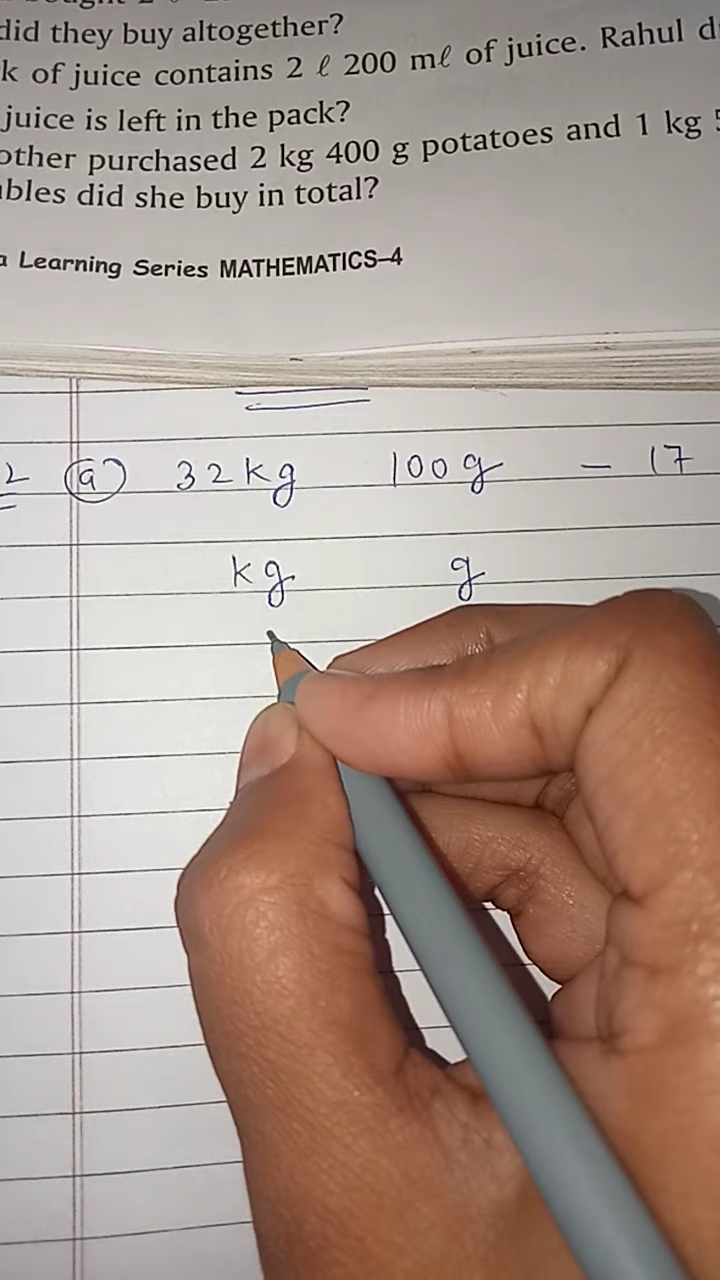 did they buy altogether?
k of juice contains 2 ℓ 200 mℓ of juice. Rahul
juice is left in the pack?
other purchased 2 kg 400 g potatoes and 1 kg
bles did she buy in total?
a Learning Series MATHEMATICS–4
2 (a) 32 kg 100 g – 17
kg g